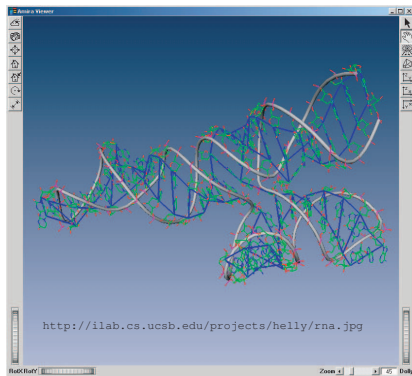 Amira Viewer
http://ilab.cs.ucsb.edu/projects/helly/rna.jpg
RotX RotY
Zoom
45
Dolly